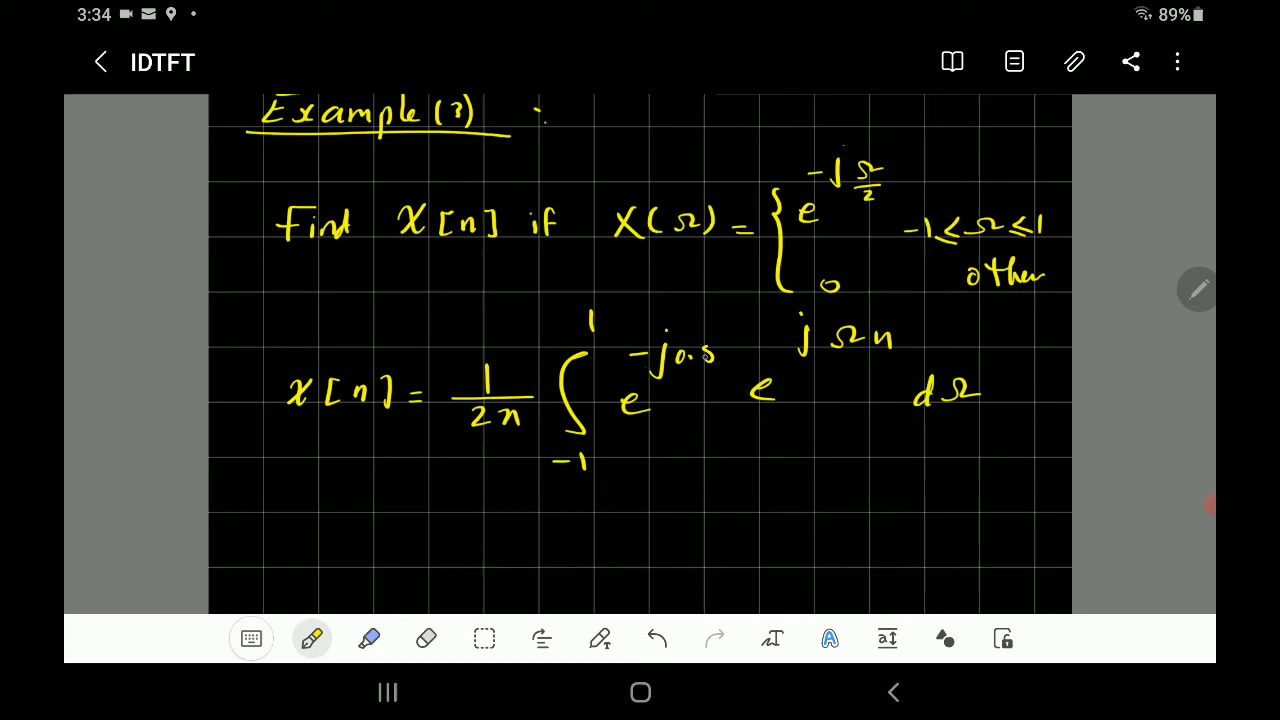 3:34 89%
IDTFT
Example (3) :
Find x[n] if X(Ω) = { e^{-jΩ/2} -1 ≤ Ω ≤ 1
0 other
x[n] = 1/2π ∫_{-1}^{1} e^{-j0.5} e^{jΩn} dΩ